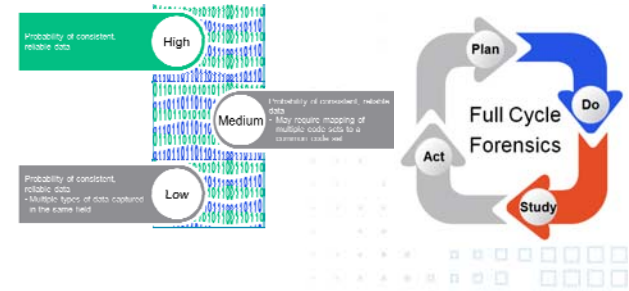 Probability of consistent,
reliable data
High
Probability of consistent, reliable
data
• May require mapping of
multiple code sets to a
common code set
Medium
Probability of consistent,
reliable data
• Multiple types of data captured
in the same field
Low
Plan
Do
Full Cycle
Forensics
Act
Study